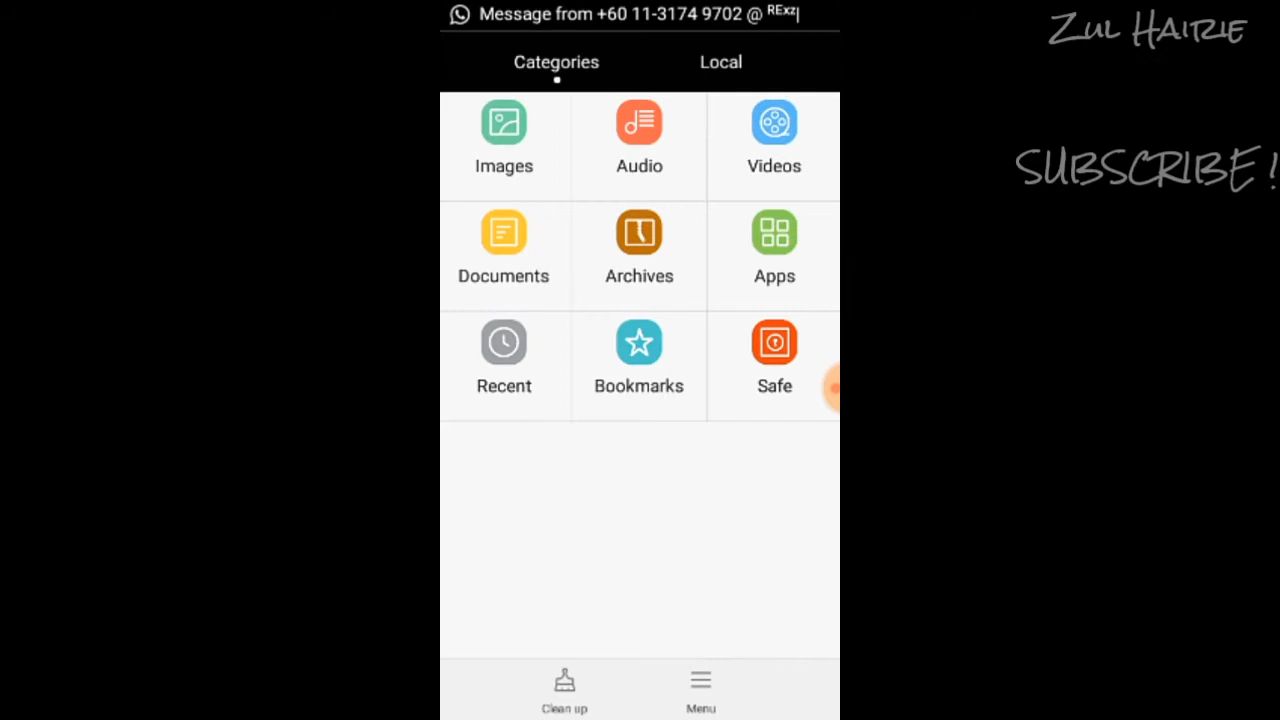 Message from +60 11-3174 9702 @ ᴿᴱˣᶻ|
Zul Hairie
Categories Local
SUBSCRIBE !
Images Audio Videos
Documents Archives Apps
Recent Bookmarks Safe
Clean up Menu